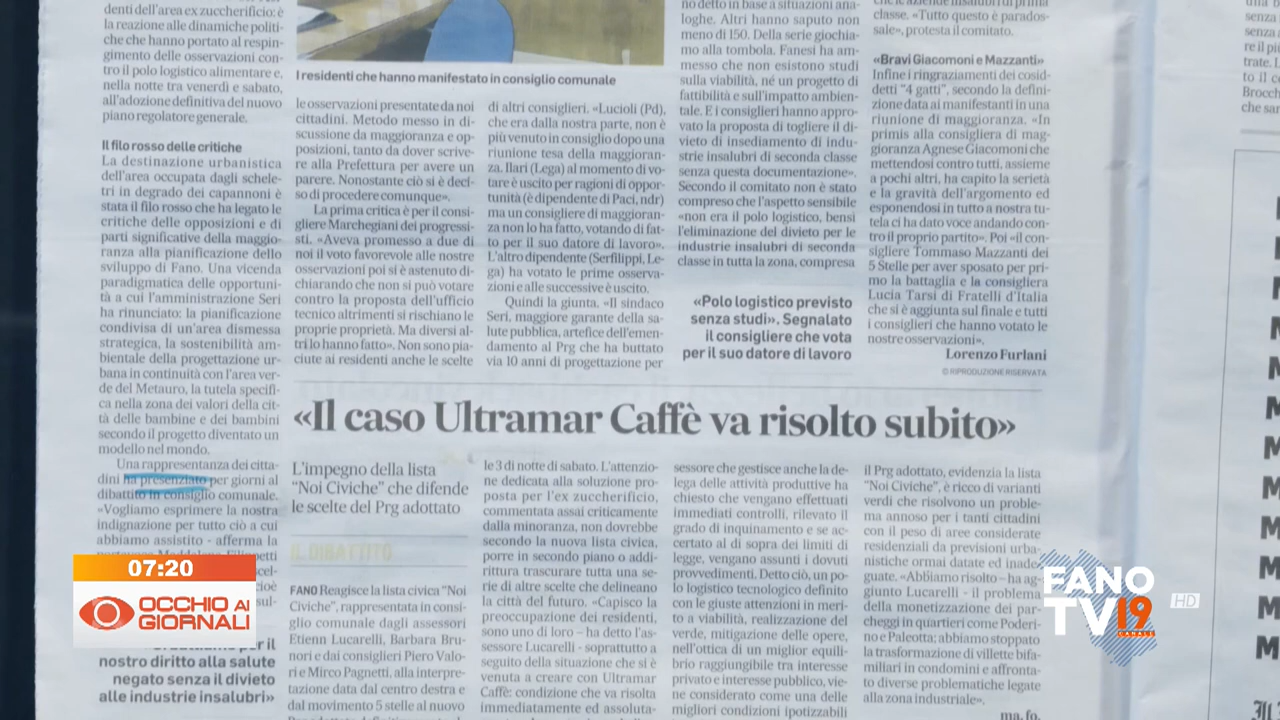 denti dell'area ex zuccherificio: è
la reazione alle dinamiche politi-
che che hanno portato al respin-
gimento delle osservazioni con-
tro il polo logistico alimentare e,
nella notte tra venerdì e sabato,
all'adozione definitiva del nuovo
piano regolatore generale.
Il filo rosso delle critiche
La destinazione urbanistica
dell'area occupata dagli schele-
tri in degrado dei capannoni è
stata il filo rosso che ha legato le
critiche delle opposizioni e di
parti significative della maggio-
ranza alla pianificazione dello
sviluppo di Fano. Una vicenda
paradigmatica delle opportuni-
tà a cui l'amministrazione Seri
ha rinunciato: la pianificazione
condivisa di un'area dismessa
strategica, la sostenibilità am-
bientale della progettazione ur-
bana in continuità con l'area ver-
de del Metauro, la tutela specifi-
ca nella zona dei valori della cit-
tà delle bambine e dei bambini
secondo il progetto diventato un
modello nel mondo.
Una rappresentanza dei citta-
dini ha presenziato per giorni al
dibattito in consiglio comunale.
«Vogliamo esprimere la nostra
indignazione per tutto ciò a cui
abbiamo assistito - afferma la
nostro diritto alla salute
negato senza il divieto
alle industrie insalubri»
I residenti che hanno manifestato in consiglio comunale
le osservazioni presentate da noi
cittadini. Metodo messo in di-
scussione da maggioranza e op-
posizioni, tanto da dover scrive-
re alla Prefettura per avere un
parere. Nonostante ciò si è deci-
so di procedere comunque».
La prima critica è per il consi-
gliere Marchegiani dei progressi-
sti. «Aveva promesso a due di
noi il voto favorevole alle nostre
osservazioni poi si è astenuto di-
chiarando che non si può votare
contro la proposta dell'ufficio
tecnico altrimenti si rischiano le
proprie proprietà. Ma diversi al-
tri lo hanno fatto». Non sono pia-
ciute ai residenti anche le scelte
di altri consiglieri. «Lucioli (Pd),
che era dalla nostra parte, non è
più venuto in consiglio dopo una
riunione tesa della maggioran-
za. Ilari (Lega) al momento di vo-
tare è uscito per ragioni di oppor-
tunità (è dipendente di Paci, ndr)
ma un consigliere di maggioran-
za non lo ha fatto, votando di fat-
to per il suo datore di lavoro».
L'altro dipendente (Serfilippi, Le-
ga) ha votato le prime osserva-
zioni e alle successive è uscito.
Quindi la giunta. «Il sindaco
Seri, maggiore garante della sa-
lute pubblica, artefice dell'emen-
damento al Prg che ha buttato
via 10 anni di progettazione per
no detto in base a situazioni ana-
loghe. Altri hanno saputo non
meno di 150. Della serie giochia-
mo alla tombola. Fanesi ha am-
messo che non esistono studi
sulla viabilità, né un progetto di
fattibilità e sull'impatto ambien-
tale. E i consiglieri hanno appro-
vato la proposta di togliere il di-
vieto di insediamento di indu-
strie insalubri di seconda classe
senza questa documentazione».
Secondo il comitato non è stato
compreso che l'aspetto sensibile
«non era il polo logistico, bensì
l'eliminazione del divieto per le
industrie insalubri di seconda
classe in tutta la zona, compresa
«Polo logistico previsto
senza studi». Segnalato
il consigliere che vota
per il suo datore di lavoro
classe. «Tutto questo è parados-
sale», protesta il comitato.
«Bravi Giacomoni e Mazzanti»
Infine i ringraziamenti dei cosid-
detti "4 gatti", secondo la defini-
zione data ai manifestanti in una
riunione di maggioranza. «In
primis alla consigliera di mag-
gioranza Agnese Giacomoni che
mettendosi contro tutti, assieme
a pochi altri, ha capito la serietà
e la gravità dell'argomento ed
esponendosi in tutto a nostra tu-
tela ci ha dato voce andando con-
tro il proprio partito». Poi «il con-
sigliere Tommaso Mazzanti dei
5 Stelle per aver sposato per pri-
mo la battaglia e la consigliera
Lucia Tarsi di Fratelli d'Italia
che si è aggiunta sul finale e tutti
i consiglieri che hanno votato le
nostre osservazioni».
Lorenzo Furlani
© RIPRODUZIONE RISERVATA
«Il caso Ultramar Caffè va risolto subito»
L'impegno della lista
"Noi Civiche" che difende
le scelte del Prg adottato
IL DIBATTITO
FANO Reagisce la lista civica "Noi
Civiche", rappresentata in consi-
glio comunale dagli assessori
Etienn Lucarelli, Barbara Bru-
nori e dai consiglieri Piero Valo-
ri e Mirco Pagnetti, alla interpre-
tazione data dal centro destra e
dal movimento 5 stelle al nuovo
le 3 di notte di sabato. L'attenzio-
ne dedicata alla soluzione pro-
posta per l'ex zuccherificio,
commentata assai criticamente
dalla minoranza, non dovrebbe
secondo la nuova lista civica,
porre in secondo piano o addi-
rittura trascurare tutta una se-
rie di altre scelte che delineano
la città del futuro. «Capisco la
preoccupazione dei residenti,
sono uno di loro – ha detto l'as-
sessore Lucarelli - soprattutto a
seguito della situazione che si è
venuta a creare con Ultramar
Caffè: condizione che va risolta
immediatamente ed assoluta-
sessore che gestisce anche la de-
lega delle attività produttive ha
chiesto che vengano effettuati
immediati controlli, rilevato il
grado di inquinamento e se ac-
certato al di sopra dei limiti di
legge, vengano assunti i dovuti
provvedimenti. Detto ciò, un po-
lo logistico tecnologico definito
con le giuste attenzioni in meri-
to a viabilità, realizzazione del
verde, mitigazione delle opere,
nell'ottica di un miglior equili-
brio raggiungibile tra interesse
privato e interesse pubblico, vie-
ne considerato come una delle
migliori condizioni ipotizzabili
il Prg adottato, evidenzia la lista
"Noi Civiche", è ricco di varianti
verdi che risolvono un proble-
ma annoso per i tanti cittadini
con il peso di aree considerate
residenziali da previsioni urba-
nistiche ormai datate ed inade-
guate. «Abbiamo risolto – ha ag-
giunto Lucarelli - il problema
della monetizzazione dei par-
cheggi in quartieri come Poderi-
no e Paleotta; abbiamo stoppato
la trasformazione di villette bifa-
miliari in condomini e affronta-
to diverse problematiche legate
alla zona industriale».
ma. fo.
07:20
OCCHIO AI
GIORNALI
FANO
TV 19
CANALE
HD